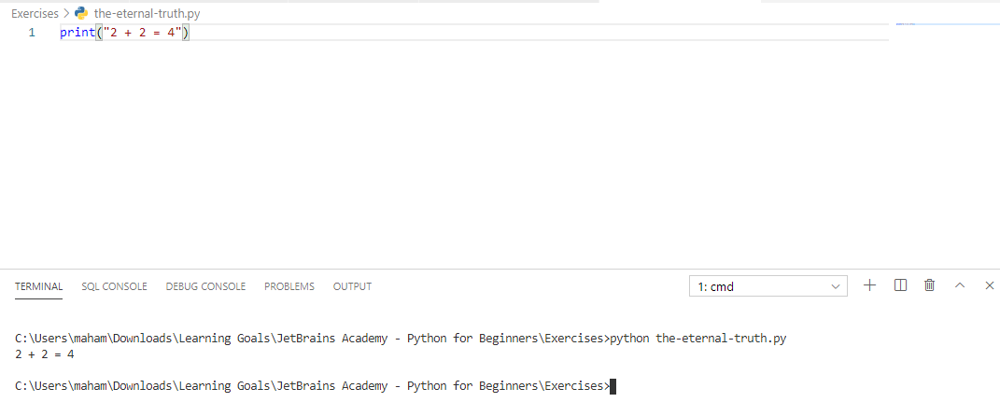 Exercises > the-eternal-truth.py
1 print("2 + 2 = 4")
TERMINAL SQL CONSOLE DEBUG CONSOLE PROBLEMS OUTPUT 1: cmd
C:\Users\maham\Downloads\Learning Goals\JetBrains Academy - Python for Beginners\Exercises>python the-eternal-truth.py
2 + 2 = 4
C:\Users\maham\Downloads\Learning Goals\JetBrains Academy - Python for Beginners\Exercises>